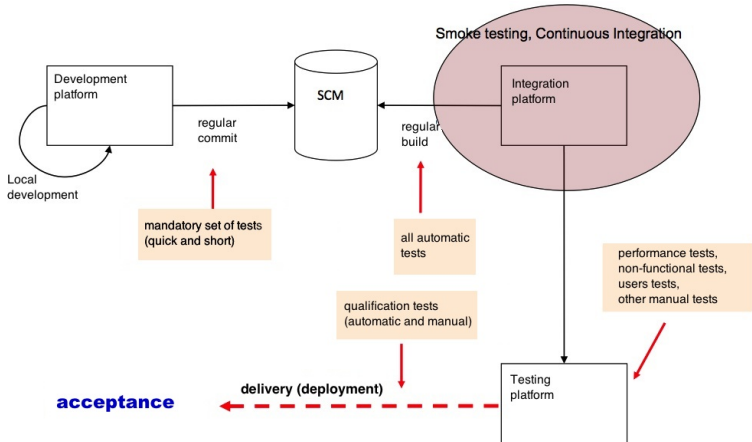 Smoke testing, Continuous Integration
Development
platform
SCM
Integration
platform
regular
commit
regular
build
Local
development
mandatory set of tests
(quick and short)
all automatic
tests
performance tests,
non-functional tests,
users tests,
other manual tests
qualification tests
(automatic and manual)
Testing
platform
delivery (deployment)
acceptance